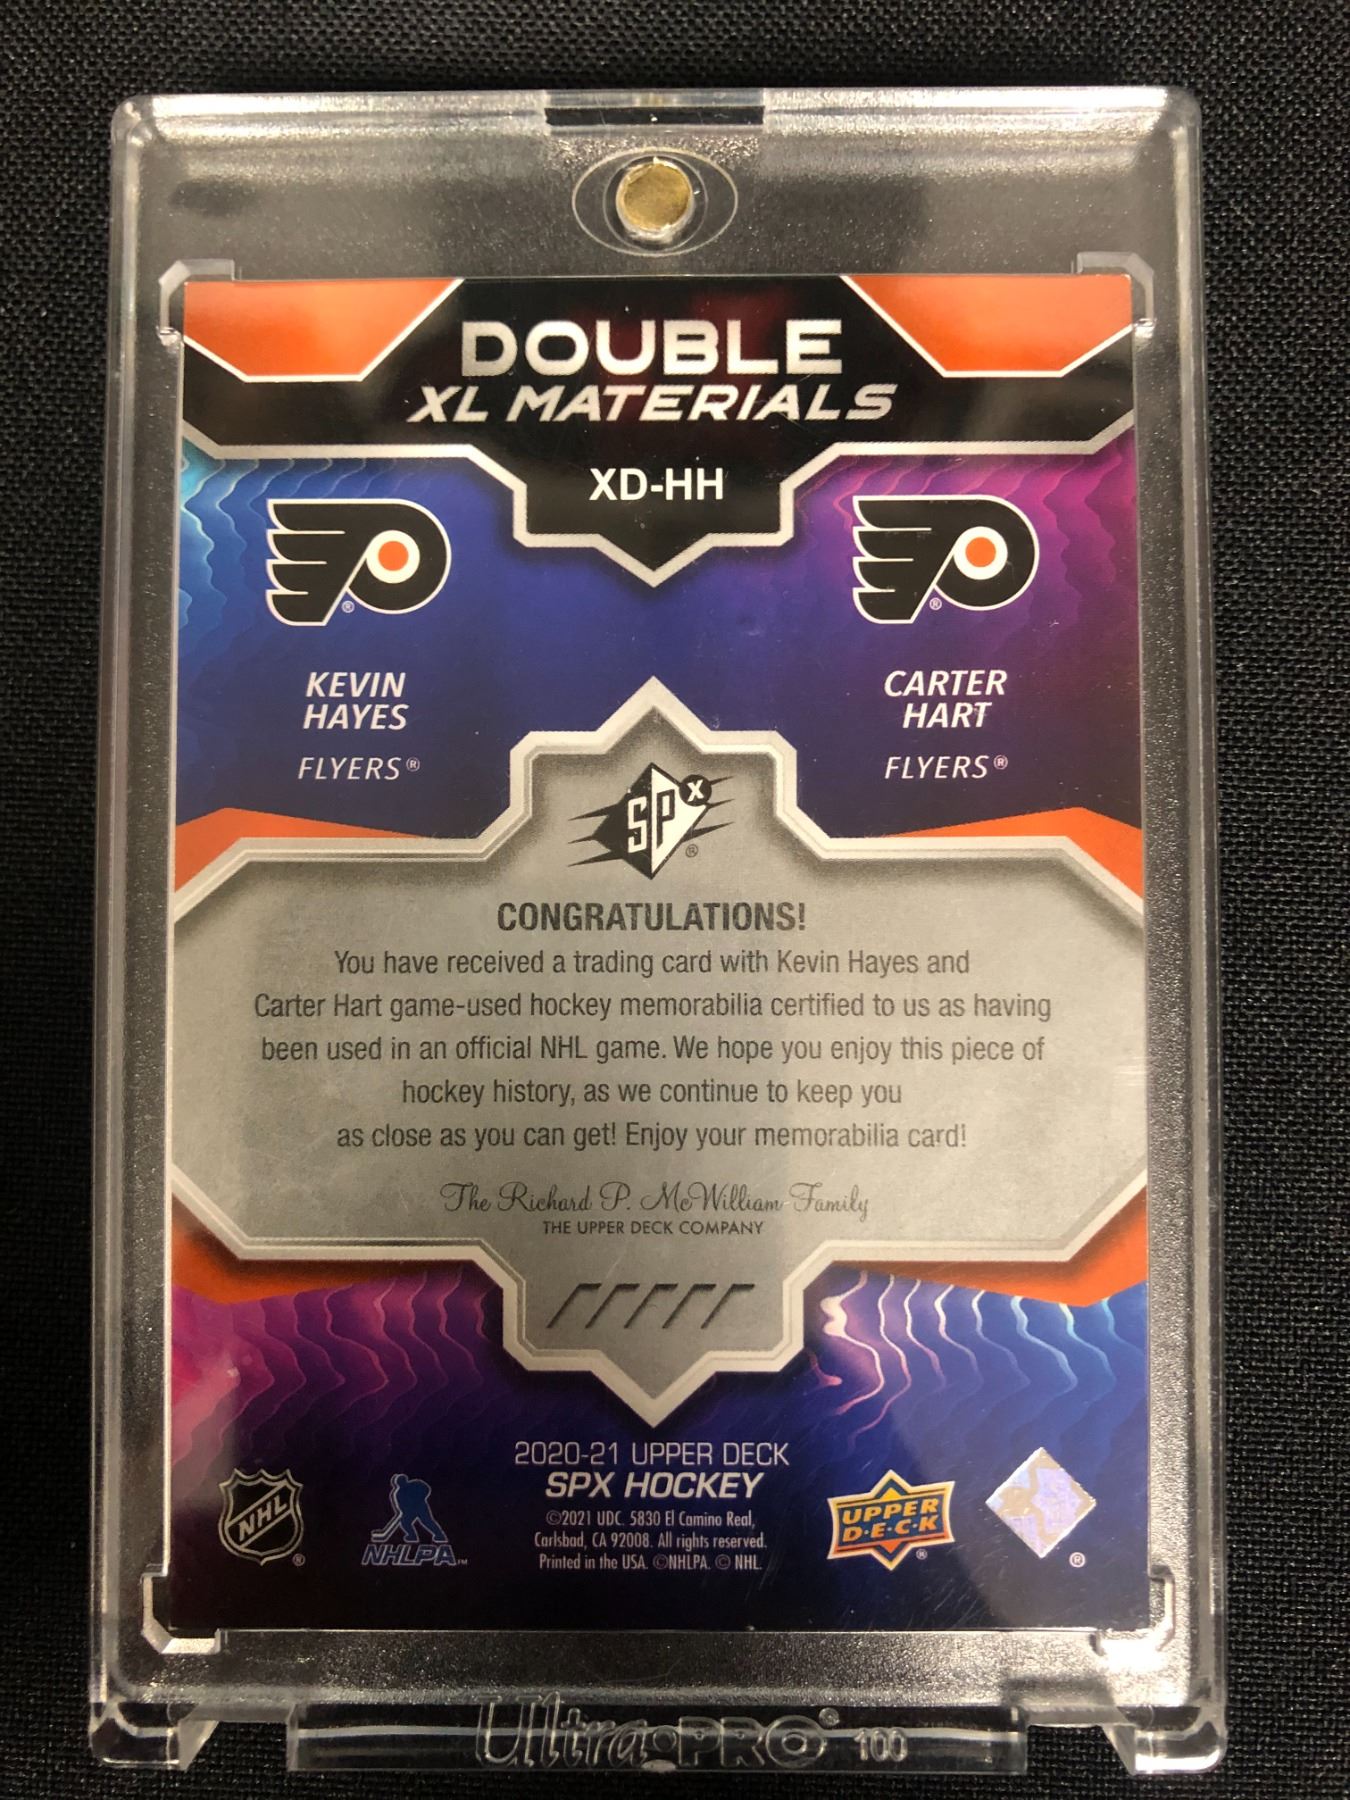 DOUBLE
XL MATERIALS
XD-HH
KEVIN
HAYES
FLYERS®
CARTER
HART
FLYERS®
SPX®
CONGRATULATIONS!
You have received a trading card with Kevin Hayes and
Carter Hart game-used hockey memorabilia certified to us as having
been used in an official NHL game. We hope you enjoy this piece of
hockey history, as we continue to keep you
as close as you can get! Enjoy your memorabilia card!
The Richard P. McWilliam Family
THE UPPER DECK COMPANY
2020-21 UPPER DECK
SPX HOCKEY
©2021 UDC. 5830 El Camino Real,
Carlsbad, CA 92008. All rights reserved.
Printed in the USA. ©NHLPA. © NHL.
NHL®
NHLPA™
UPPER
D·E·C·K®
®
Ultra·PRO® 100